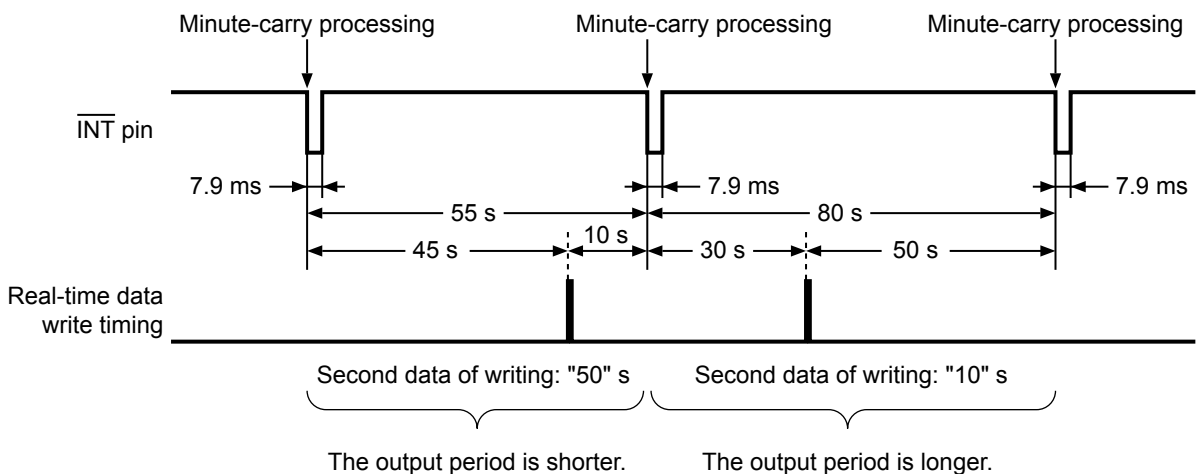 Minute-carry processing Minute-carry processing Minute-carry processing
INT pin
7.9 ms 7.9 ms 7.9 ms
55 s 80 s
45 s 10 s 30 s 50 s
Real-time data
write timing
Second data of writing: "50" s Second data of writing: "10" s
The output period is shorter. The output period is longer.